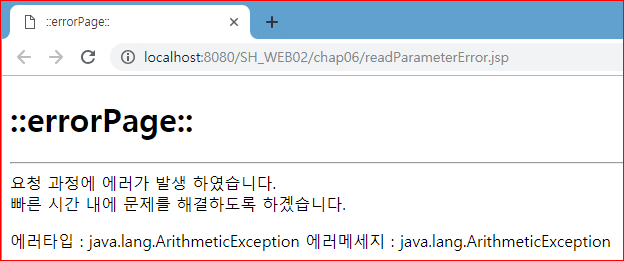 ::errorPage::
localhost:8080/SH_WEB02/chap06/readParameterError.jsp
::errorPage::
요청 과정에 에러가 발생 하였습니다.
빠른 시간 내에 문제를 해결하도록 하곘습니다.
에러타입 : java.lang.ArithmeticException 에러메세지 : java.lang.ArithmeticException